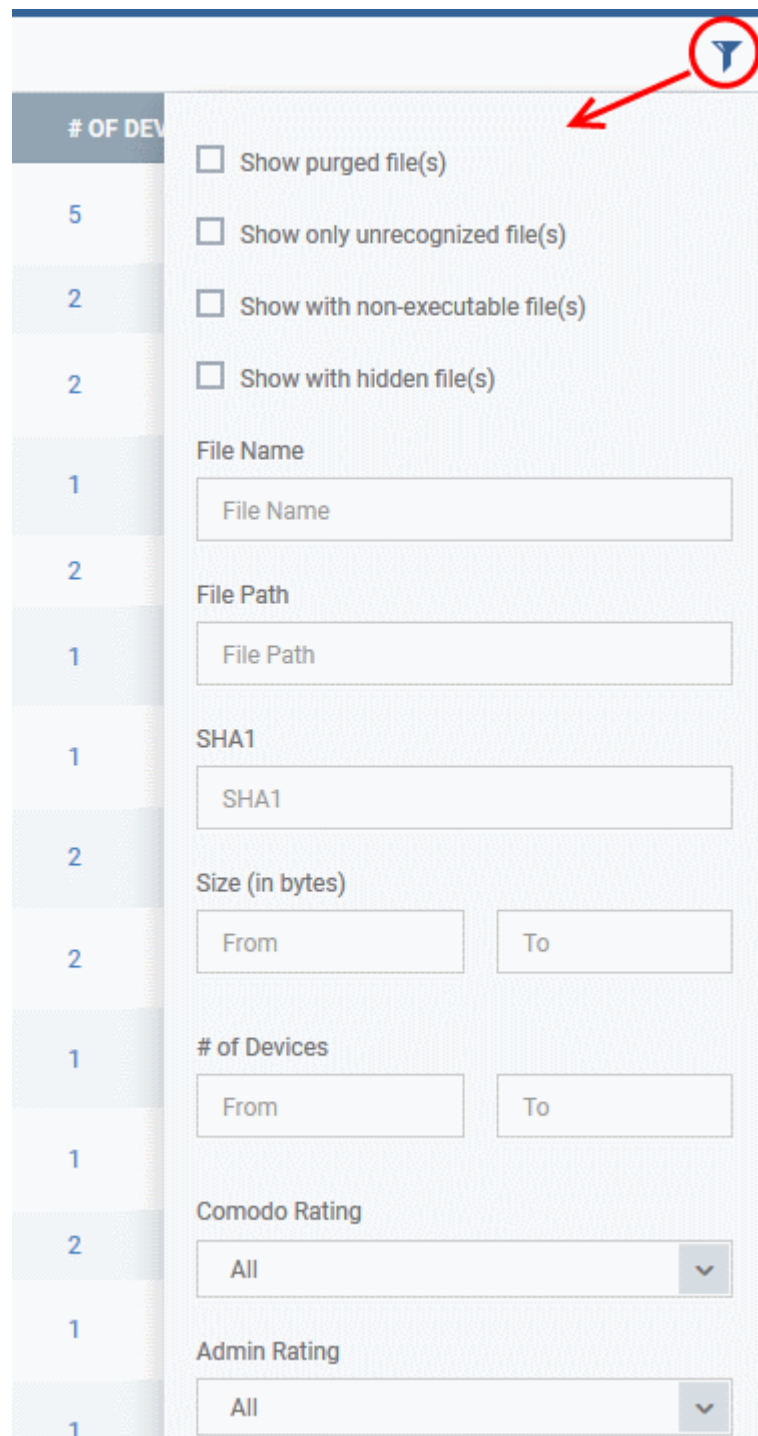 # OF DEV
5
2
2
1
2
1
1
2
2
1
1
2
1
1
Show purged file(s)
Show only unrecognized file(s)
Show with non-executable file(s)
Show with hidden file(s)
File Name
File Name
File Path
File Path
SHA1
SHA1
Size (in bytes)
From To
# of Devices
From To
Comodo Rating
All
Admin Rating
All